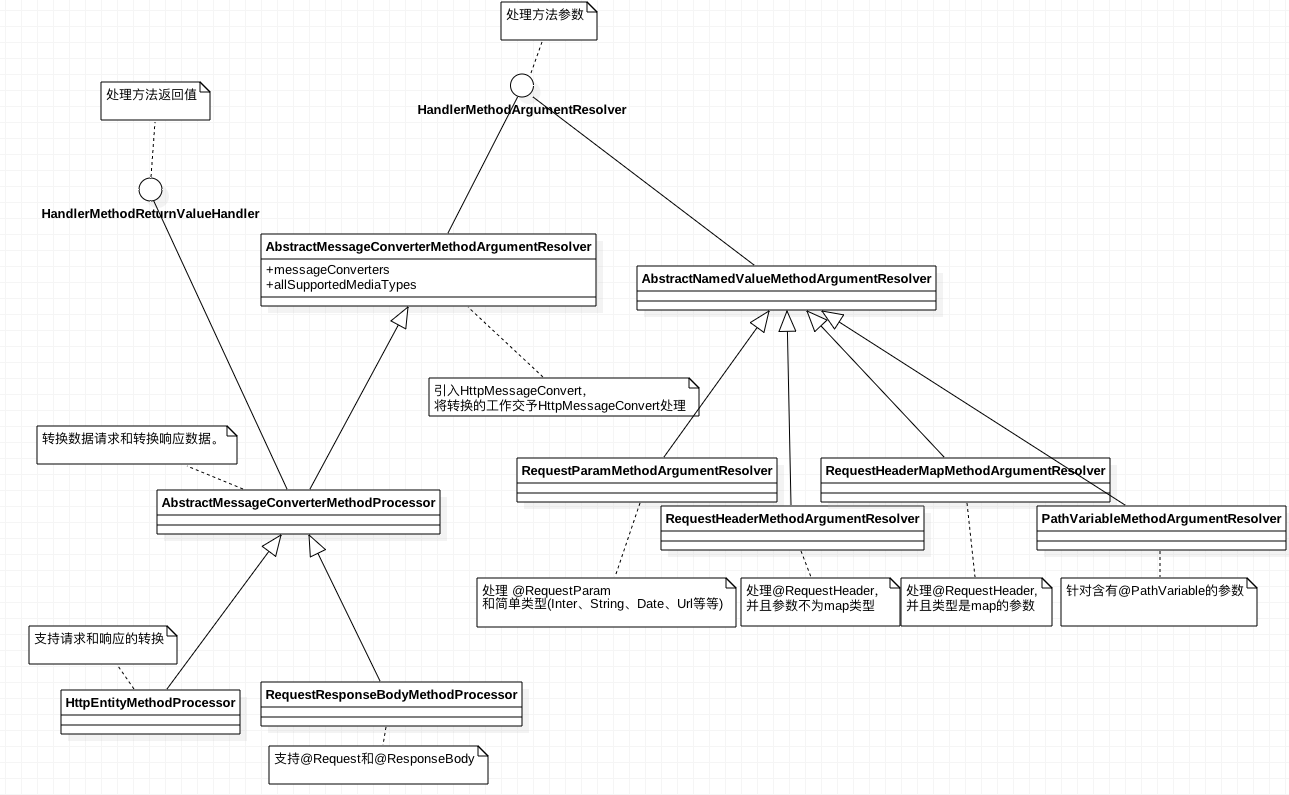 处理方法参数
HandlerMethodArgumentResolver
处理方法返回值
HandlerMethodReturnValueHandler
AbstractMessageConverterMethodArgumentResolver
+messageConverters
+allSupportedMediaTypes
AbstractNamedValueMethodArgumentResolver
引入HttpMessageConvert，
将转换的工作交予HttpMessageConvert处理
转换数据请求和转换响应数据。
AbstractMessageConverterMethodProcessor
RequestParamMethodArgumentResolver
RequestHeaderMapMethodArgumentResolver
RequestHeaderMethodArgumentResolver
PathVariableMethodArgumentResolver
处理 @RequestParam
和简单类型(Inter、String、Date、Url等等)
处理@RequestHeader，
并且参数不为map类型
处理@RequestHeader,
并且类型是map的参数
针对含有@PathVariable的参数
支持请求和响应的转换
HttpEntityMethodProcessor
RequestResponseBodyMethodProcessor
支持@Request和@ResponseBody